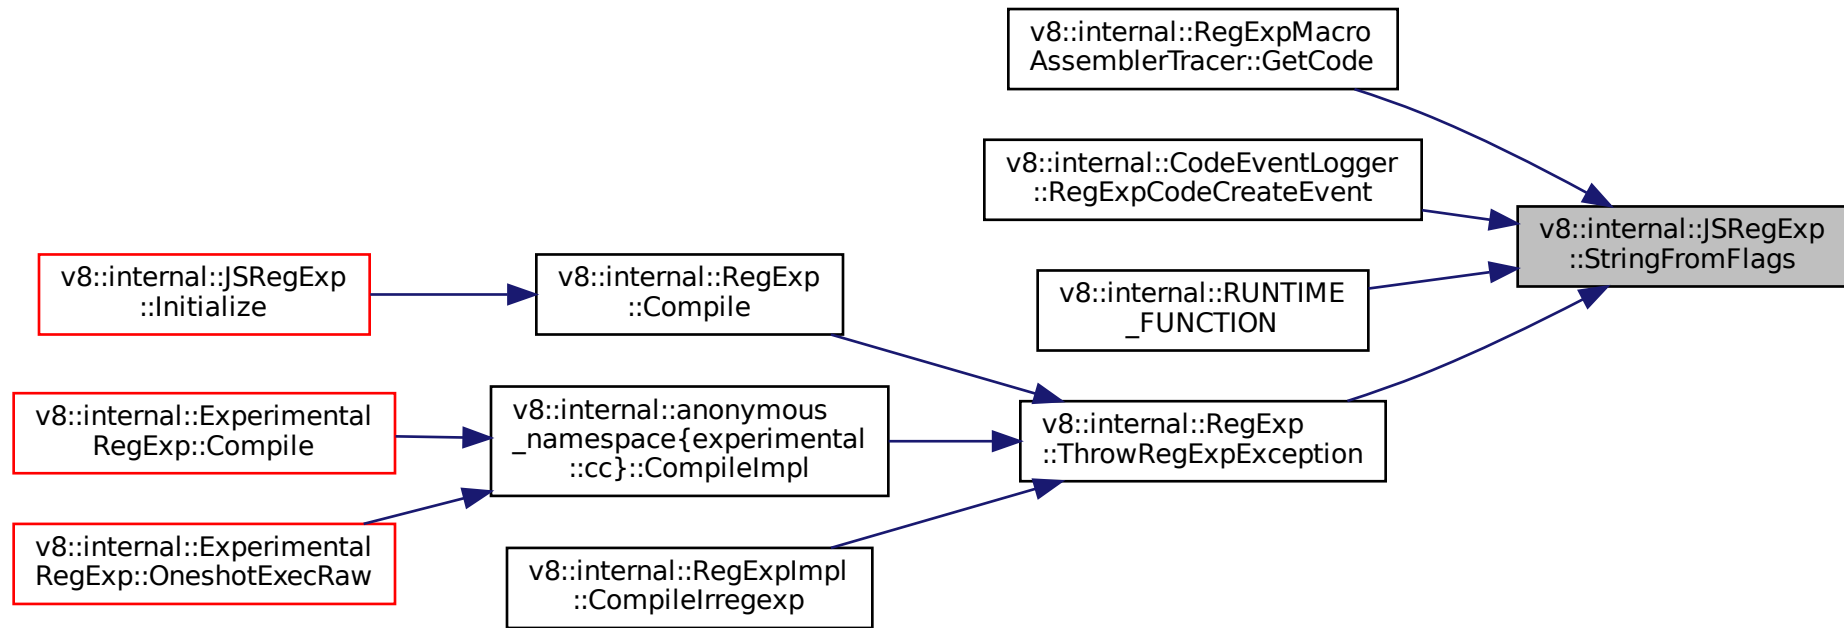 v8::internal::RegExpMacro
AssemblerTracer::GetCode
v8::internal::CodeEventLogger
::RegExpCodeCreateEvent
v8::internal::JSRegExp
::StringFromFlags
v8::internal::JSRegExp
::Initialize
v8::internal::RegExp
::Compile
v8::internal::RUNTIME
_FUNCTION
v8::internal::Experimental
RegExp::Compile
v8::internal::anonymous
_namespace{experimental
::cc}::CompileImpl
v8::internal::RegExp
::ThrowRegExpException
v8::internal::Experimental
RegExp::OneshotExecRaw
v8::internal::RegExpImpl
::CompileIrregexp